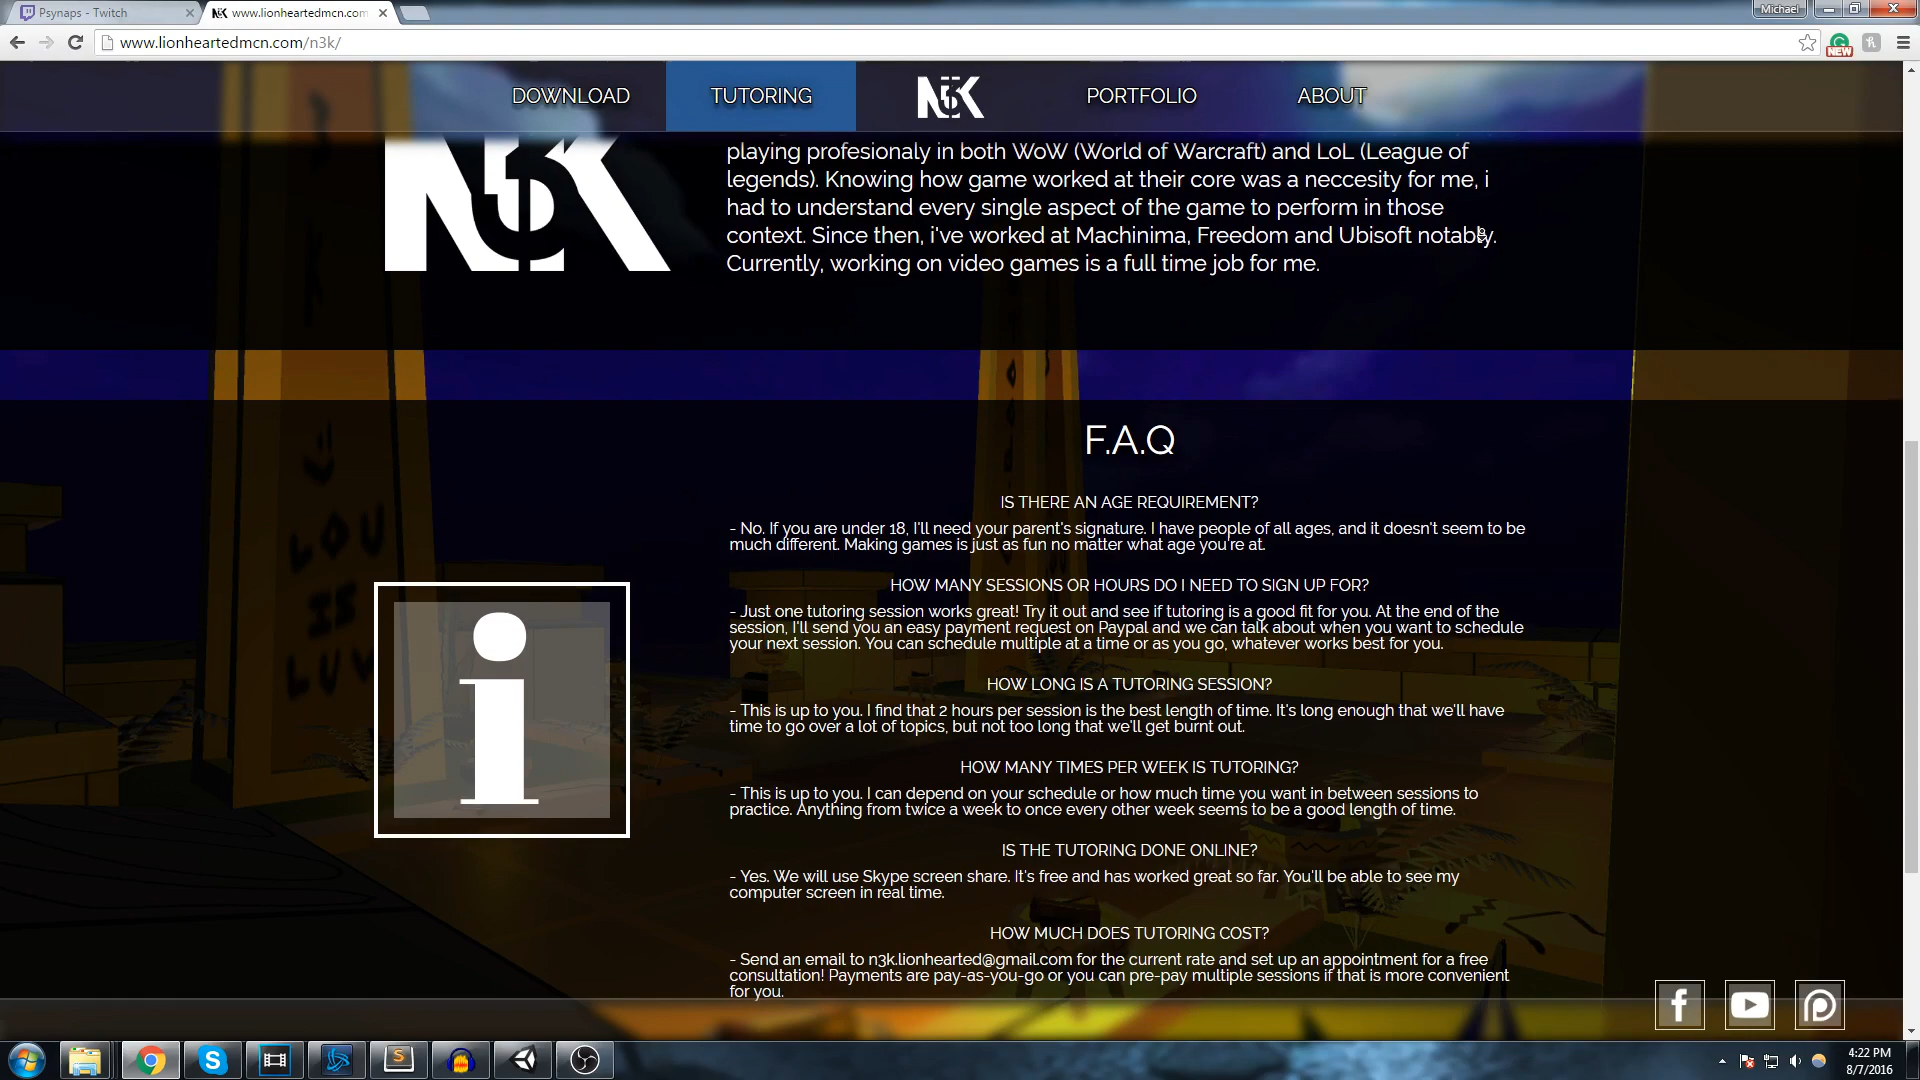 Psynaps - Twitch
www.lionheartedmcn.com
Michael
www.lionheartedmcn.com/n3k/
NEW
DOWNLOAD
TUTORING
N3K
PORTFOLIO
ABOUT
N3K
playing profesionaly in both WoW (World of Warcraft) and LoL (League of
legends). Knowing how game worked at their core was a neccesity for me, i
had to understand every single aspect of the game to perform in those
context. Since then, i've worked at Machinima, Freedom and Ubisoft notably.
Currently, working on video games is a full time job for me.
F.A.Q
IS THERE AN AGE REQUIREMENT?
- No. If you are under 18, I'll need your parent's signature. I have people of all ages, and it doesn't seem to be
much different. Making games is just as fun no matter what age you're at.
HOW MANY SESSIONS OR HOURS DO I NEED TO SIGN UP FOR?
- Just one tutoring session works great! Try it out and see if tutoring is a good fit for you. At the end of the
session, I'll send you an easy payment request on Paypal and we can talk about when you want to schedule
your next session. You can schedule multiple at a time or as you go, whatever works best for you.
HOW LONG IS A TUTORING SESSION?
- This is up to you. I find that 2 hours per session is the best length of time. It's long enough that we'll have
time to go over a lot of topics, but not too long that we'll get burnt out.
HOW MANY TIMES PER WEEK IS TUTORING?
- This is up to you. I can depend on your schedule or how much time you want in between sessions to
practice. Anything from twice a week to once every other week seems to be a good length of time.
IS THE TUTORING DONE ONLINE?
- Yes. We will use Skype screen share. It's free and has worked great so far. You'll be able to see my
computer screen in real time.
HOW MUCH DOES TUTORING COST?
- Send an email to n3k.lionhearted@gmail.com for the current rate and set up an appointment for a free
consultation! Payments are pay-as-you-go or you can pre-pay multiple sessions if that is more convenient
for you.
LOU
IS
LUV
4:22 PM
8/7/2016